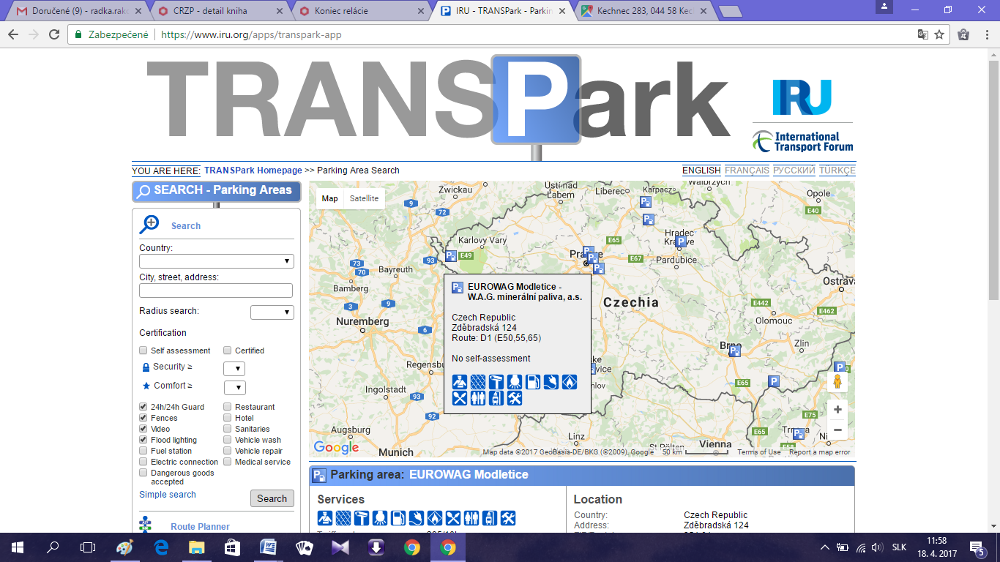 Doručené (9) - radka.rako
CRZP - detail kniha
Koniec relácie
IRU - TRANSPark - Parkin
Kechnec 283, 044 58 Kec
Zabezpečené
https://www.iru.org/apps/transpark-app
TRANSPark
IRU
International
Transport Forum
YOU ARE HERE: TRANSPark Homepage >> Parking Area Search
ENGLISH FRANÇAIS РУССКИЙ TÜRKÇE
SEARCH - Parking Areas
Search
Country:
City, street, address:
Radius search:
Certification
Self assessment
Certified
Security ≥
Comfort ≥
24h/24h Guard
Restaurant
Fences
Hotel
Video
Sanitaries
Flood lighting
Vehicle wash
Fuel station
Vehicle repair
Electric connection
Medical service
Dangerous goods
accepted
Simple search
Search
Route Planner
Map
Satellite
Zwickau
Ústí nad
Labem
Liberec
Karpacz
Wałbrzych
Opole
E40
9
72
Karlovy Vary
E65
Hradec
Králové
93
E49
E67
Pardubice
73
70
Bayreuth
Bamberg
Ostrava
3
9
Czechia
E442
E462
Nuremberg
Olomouc
6
Brno
Zlín
Regensb
Ingolstadt
93
E65
92
E75
Augsburg
Linz
E65
Munich
St. Pölten
Vienna
E58
EUROWAG Modletice -
W.A.G. minerální paliva, a.s.
Czech Republic
Zděbradská 124
Route: D1 (E50,55,65)
No self-assessment
Google
Map data ©2017 GeoBasis-DE/BKG (©2009), Google
50 km
Terms of Use
Report a map error
Parking area: EUROWAG Modletice
Services
Location
Country:
Czech Republic
Address:
Zděbradská 124
SLK
11:58
18. 4. 2017
5